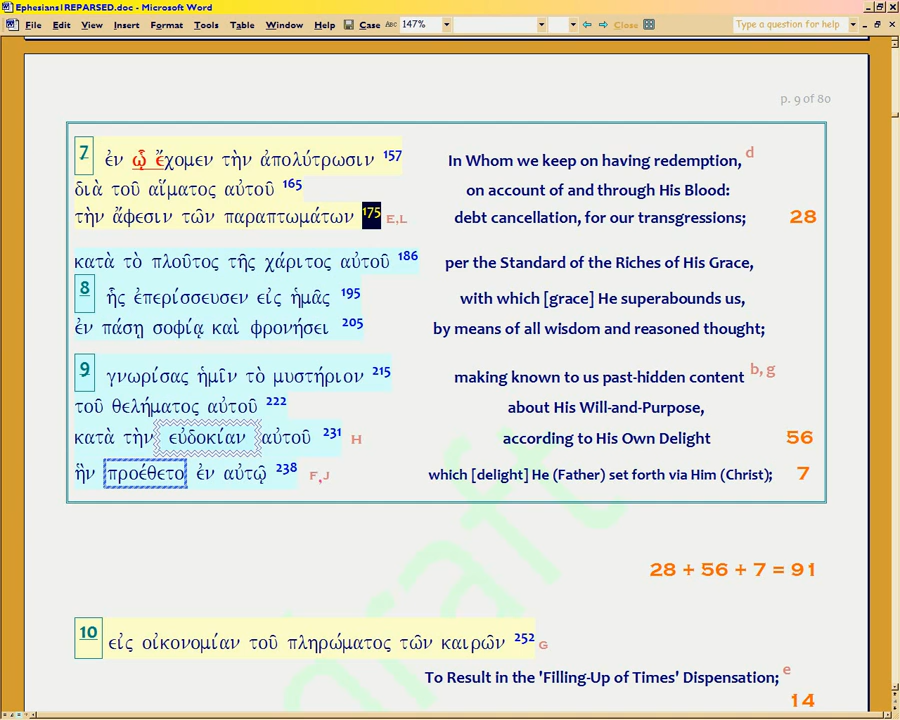 Ephesians1REPARSED.doc - Microsoft Word
File Edit View Insert Format Tools Table Window Help Case ABC 147% Close Type a question for help
p. 9 of 80
7 ἐν ᾧ ἔχομεν τὴν ἀπολύτρωσιν 157 In Whom we keep on having redemption, d
διὰ τοῦ αἵματος αὐτοῦ 165 on account of and through His Blood:
τὴν ἄφεσιν τῶν παραπτωμάτων 175 E,L debt cancellation, for our transgressions; 28
κατὰ τὸ πλοῦτος τῆς χάριτος αὐτοῦ 186 per the Standard of the Riches of His Grace,
8 ἧς ἐπερίσσευσεν εἰς ἡμᾶς 195 with which [grace] He superabounds us,
ἐν πάσῃ σοφίᾳ καὶ φρονήσει 205 by means of all wisdom and reasoned thought;
9 γνωρίσας ἡμῖν τὸ μυστήριον 215 making known to us past-hidden content b, g
τοῦ θελήματος αὐτοῦ 222 about His Will-and-Purpose,
κατὰ τὴν εὐδοκίαν αὐτοῦ 231 H according to His Own Delight 56
ἣν προέθετο ἐν αὐτῷ 238 F,J which [delight] He (Father) set forth via Him (Christ); 7
28 + 56 + 7 = 91
10 εἰς οἰκονομίαν τοῦ πληρώματος τῶν καιρῶν 252 G
To Result in the 'Filling-Up of Times' Dispensation; e
14
draft